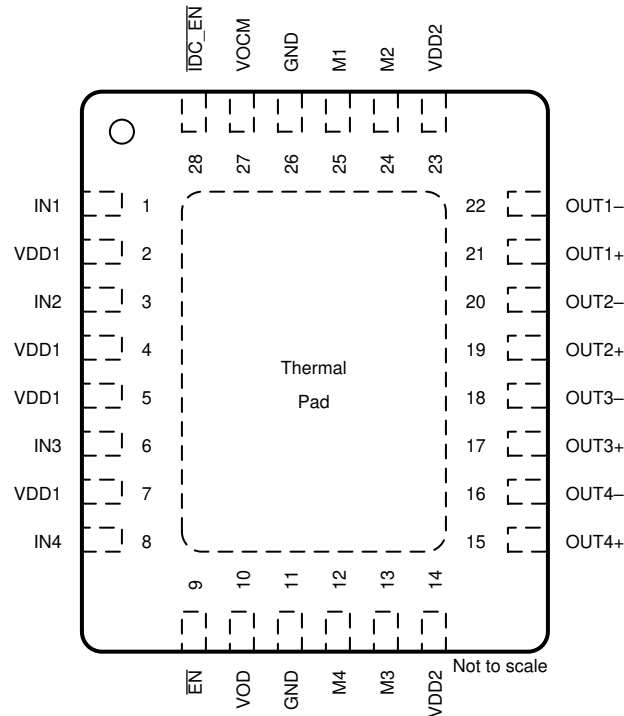 IDC_EN
VOCM
GND
M1
M2
VDD2
28
27
26
25
24
23
IN1 1 22 OUT1–
VDD1 2 21 OUT1+
IN2 3 20 OUT2–
VDD1 4 19 OUT2+
VDD1 5 18 OUT3–
IN3 6 17 OUT3+
VDD1 7 16 OUT4–
IN4 8 15 OUT4+
Thermal
Pad
9
10
11
12
13
14
EN
VOD
GND
M4
M3
VDD2
Not to scale